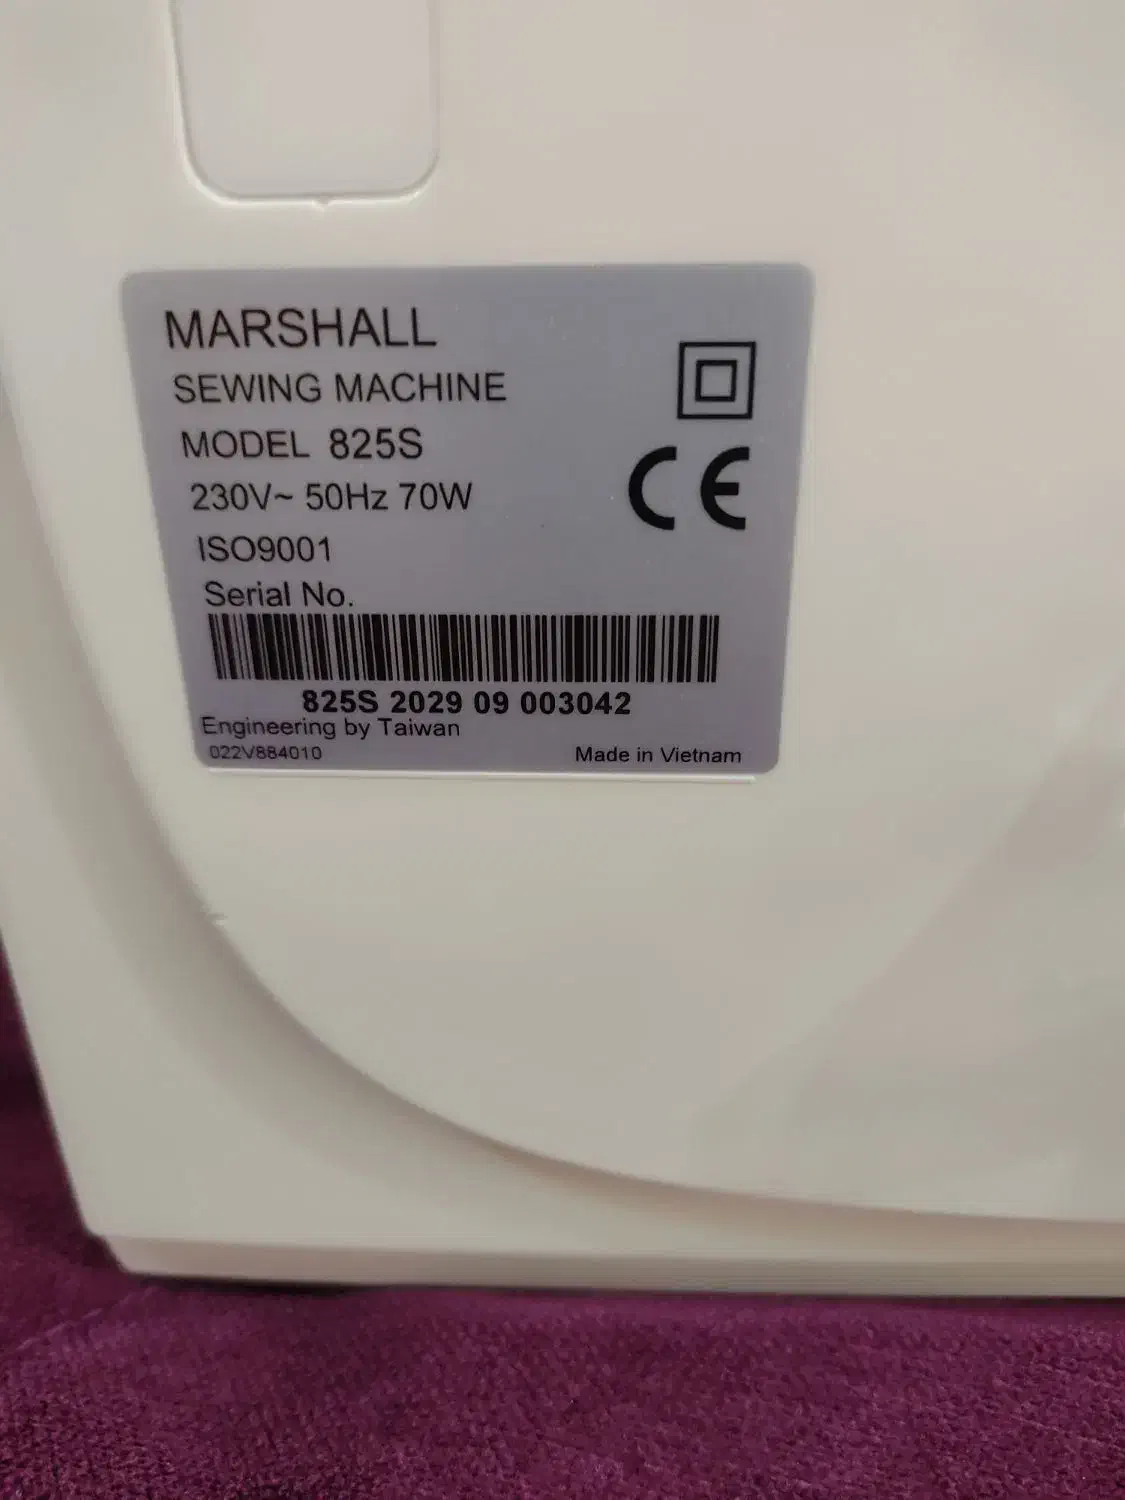 MARSHALL
SEWING MACHINE
MODEL 825S
230V~ 50Hz 70W
CE
ISO9001
Serial No.
825S 2029 09 003042
Engineering by Taiwan
022V884010
Made in Vietnam